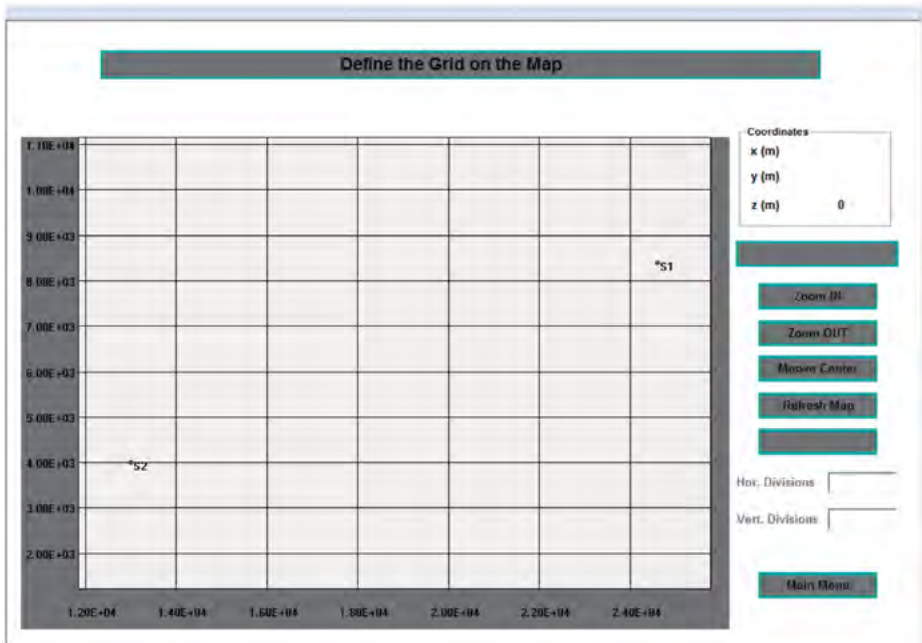 Define the Grid on the Map
1.10E+04
1.00E+04
9.00E+03
8.00E+03
7.00E+03
6.00E+03
5.00E+03
4.00E+03
3.00E+03
2.00E+03
*S1
*S2
1.20E+04 1.40E+04 1.60E+04 1.80E+04 2.00E+04 2.20E+04 2.40E+04
Coordinates
x (m)
y (m)
z (m) 0
Zoom IN
Zoom OUT
Center
Refresh Map
Hor. Divisions
Vert. Divisions
Main Menu